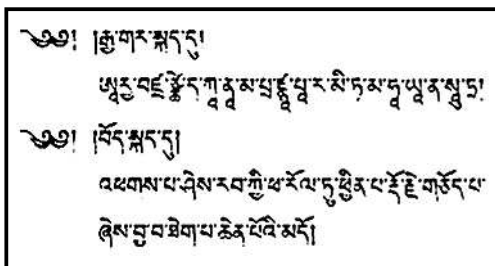 ༄༅། །རྒྱ་གར་སྐད་དུ།
ཨཱརྱ་བཛྲ་ཙྪེ་ད་ཀཱ་ནཱ་མ་པྲ་ཛྙཱ་པཱ་ར་མི་ཏ་མ་ཧཱ་ཡཱ་ན་སཱུ་ཏྲ།
༄༅། །བོད་སྐད་དུ།
འཕགས་པ་ཤེས་རབ་ཀྱི་ཕ་རོལ་ཏུ་ཕྱིན་པ་རྡོ་རྗེ་གཅོད་པ་
ཞེས་བྱ་བ་ཐེག་པ་ཆེན་པོའི་མདོ།